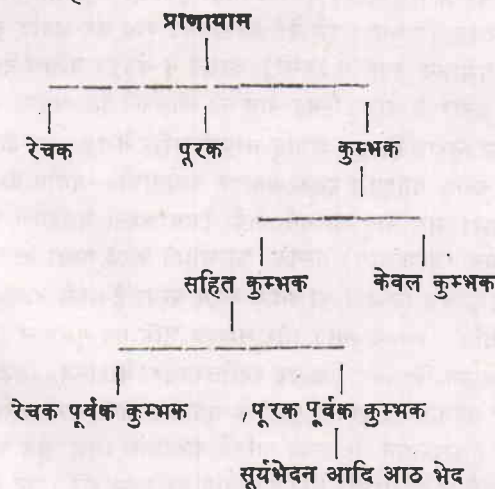 प्राणायाम
रेचक पूरक कुम्भक
सहित कुम्भक केवल कुम्भक
रेचक पूर्वक कुम्भक , पूरक पूर्वक कुम्भक
सूर्यभेदन आदि आठ भेद